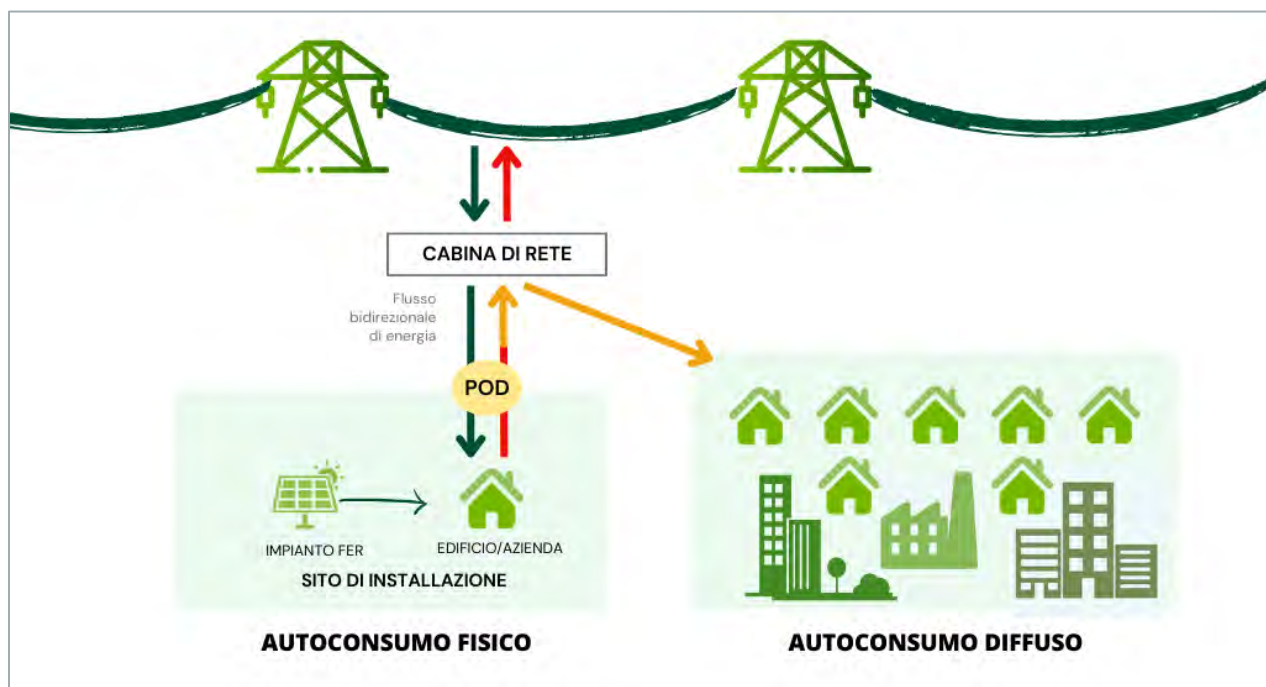 CABINA DI RETE
Flusso
bidirezionale
di energia
POD
IMPIANTO FER
EDIFICIO/AZIENDA
SITO DI INSTALLAZIONE
AUTOCONSUMO FISICO
AUTOCONSUMO DIFFUSO